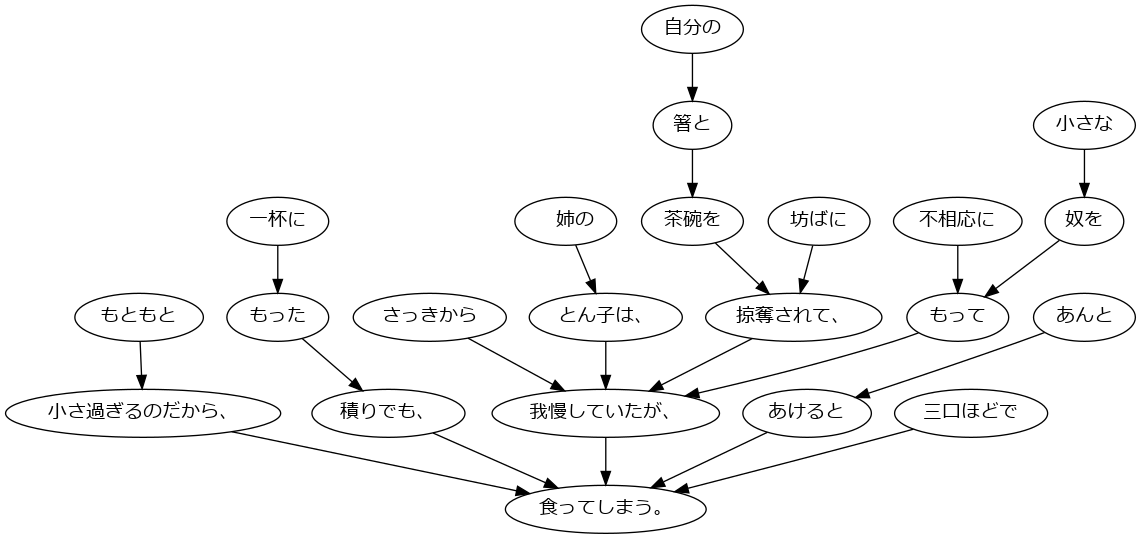 自分の
箸と
小さな
一杯に
姉の
茶碗を
坊ばに
不相応に
奴を
もともと
もった
さっきから
とん子は、
掠奪されて、
もって
あんと
小さ過ぎるのだから、
積りでも、
我慢していたが、
あけると
三口ほどで
食ってしまう。